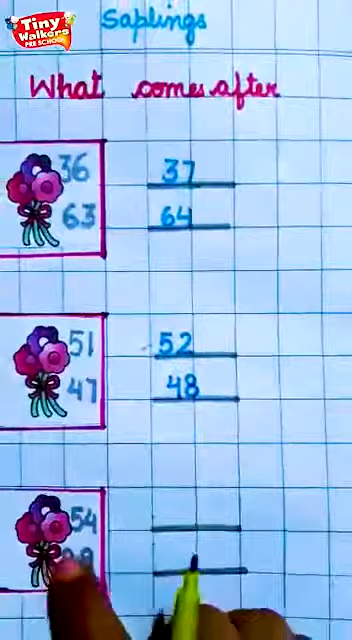 Tiny
Walkers
PRE SCHOOL
Saplings
What comes after
36 37
63 64
51 52
47 48
54